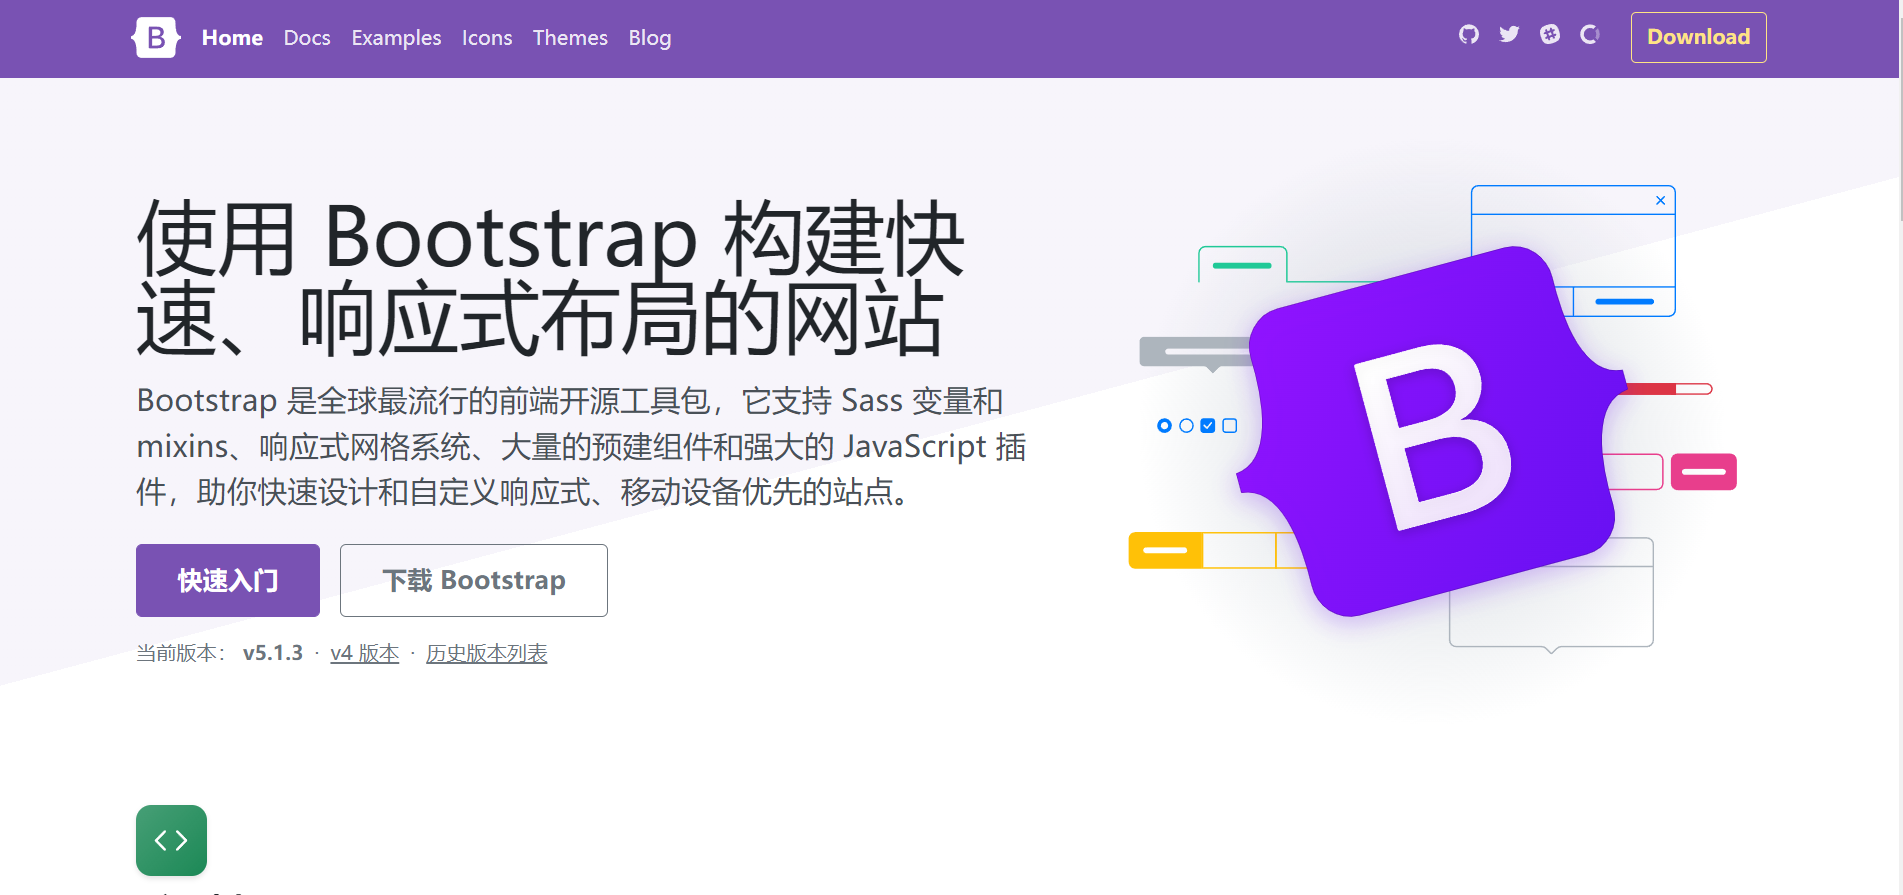 B Home Docs Examples Icons Themes Blog Download
使用 Bootstrap 构建快
速、响应式布局的网站
Bootstrap 是全球最流行的前端开源工具包，它支持 Sass 变量和
mixins、响应式网格系统、大量的预建组件和强大的 JavaScript 插
件，助你快速设计和自定义响应式、移动设备优先的站点。
快速入门 下载 Bootstrap
当前版本： v5.1.3 · v4 版本 · 历史版本列表
B